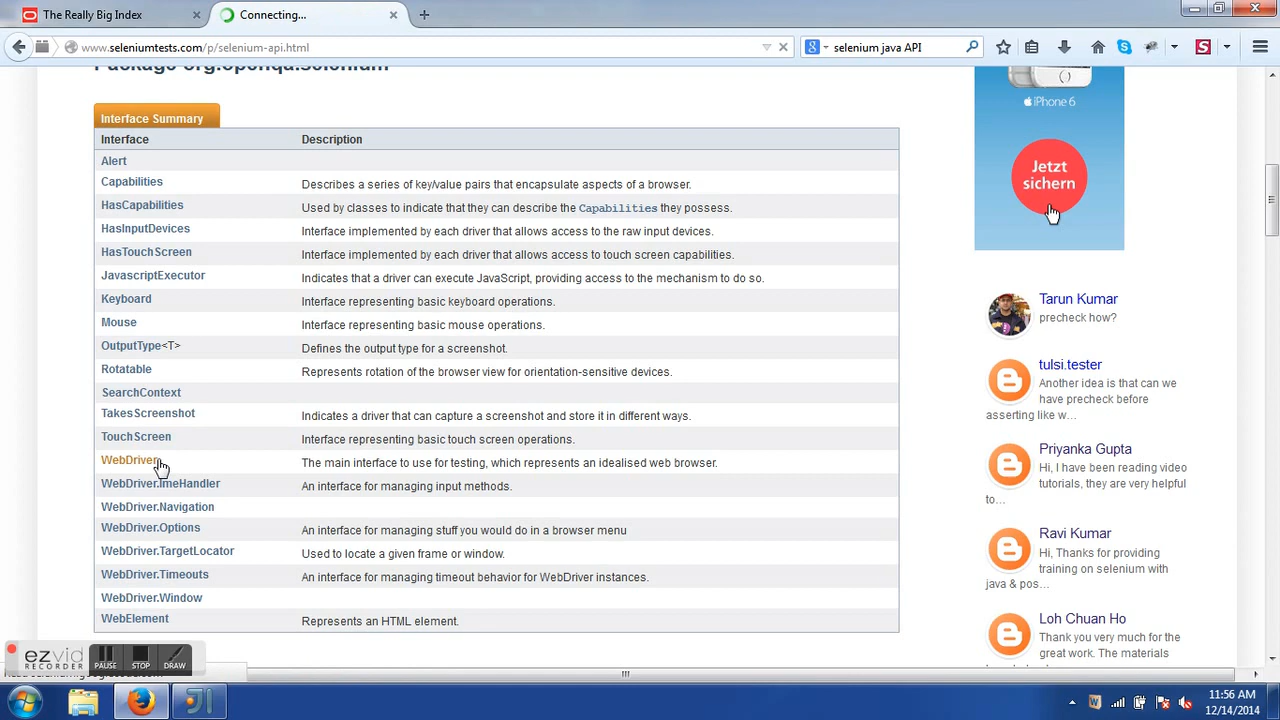 The Really Big Index
Connecting...
www.seleniumtests.com/p/selenium-api.html
selenium java API
Package org.openqa.selenium
Interface Summary
Interface Description
Alert
Capabilities Describes a series of key/value pairs that encapsulate aspects of a browser.
HasCapabilities Used by classes to indicate that they can describe the Capabilities they possess.
HasInputDevices Interface implemented by each driver that allows access to the raw input devices.
HasTouchScreen Interface implemented by each driver that allows access to touch screen capabilities.
JavascriptExecutor Indicates that a driver can execute JavaScript, providing access to the mechanism to do so.
Keyboard Interface representing basic keyboard operations.
Mouse Interface representing basic mouse operations.
OutputType<T> Defines the output type for a screenshot.
Rotatable Represents rotation of the browser view for orientation-sensitive devices.
SearchContext
TakesScreenshot Indicates a driver that can capture a screenshot and store it in different ways.
TouchScreen Interface representing basic touch screen operations.
WebDriver The main interface to use for testing, which represents an idealised web browser.
WebDriver.ImeHandler An interface for managing input methods.
WebDriver.Navigation
WebDriver.Options An interface for managing stuff you would do in a browser menu
WebDriver.TargetLocator Used to locate a given frame or window.
WebDriver.Timeouts An interface for managing timeout behavior for WebDriver instances.
WebDriver.Window
WebElement Represents an HTML element.
iPhone 6
Jetzt
sichern
Tarun Kumar
precheck how?
tulsi.tester
Another idea is that can we
have precheck before
asserting like w...
Priyanka Gupta
Hi, I have been reading video
tutorials, they are very helpful
to...
Ravi Kumar
Hi, Thanks for providing
training on selenium with
java & pos...
Loh Chuan Ho
Thank you very much for the
great work. The materials
ezvid
RECORDER
PAUSE
STOP
DRAW
11:56 AM
12/14/2014